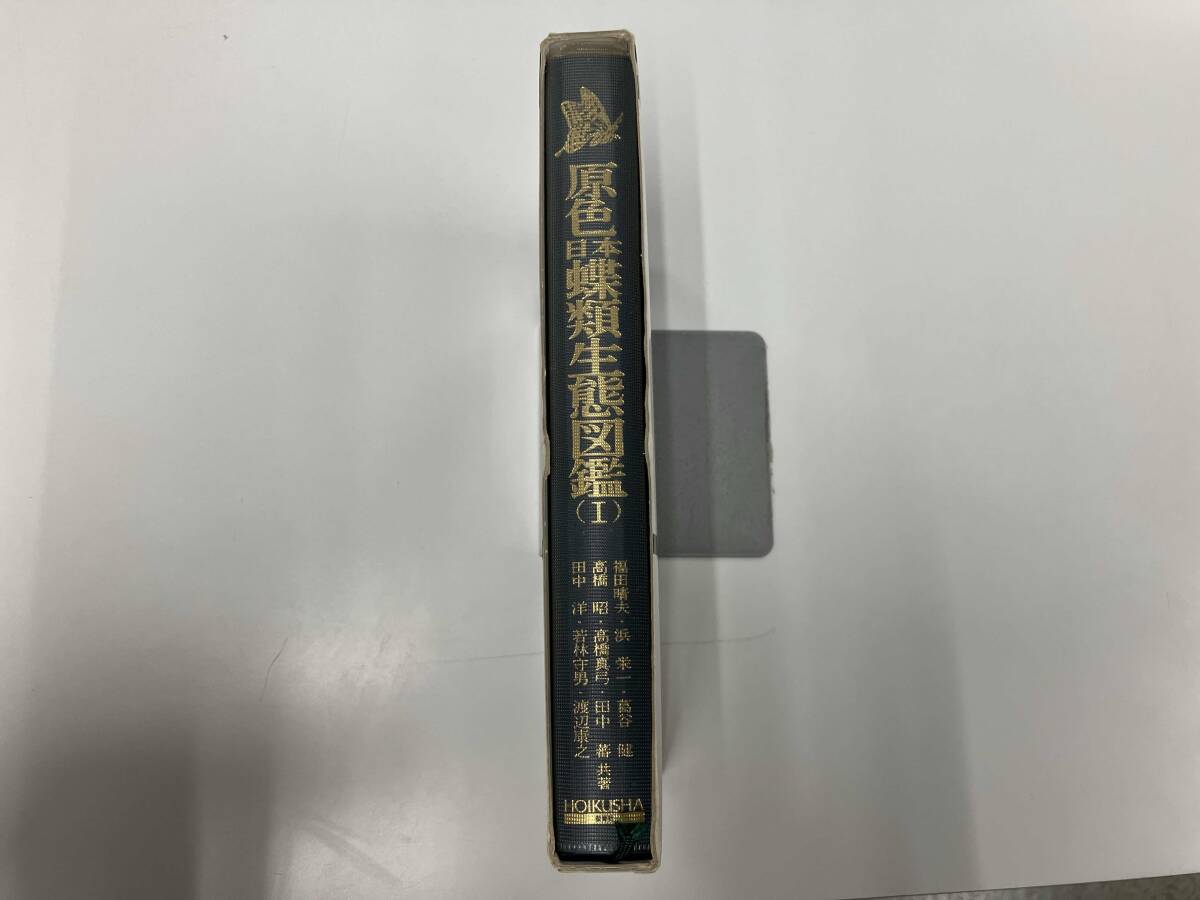 原色日本蝶類生態図鑑(I)
福田晴夫・浜 栄一・葛谷 健
高橋 昭・高橋真弓・田中 蕃
田中 洋・若林守男・渡辺康之
共著
HOIKUSHA